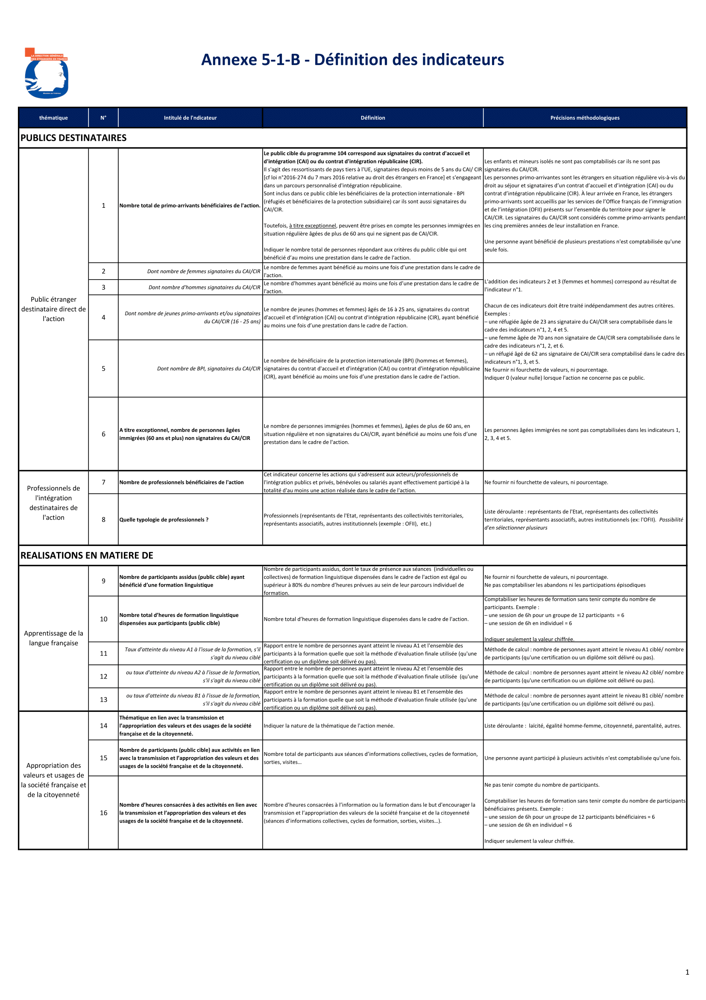 LA DIRECTION GÉNÉRALE
DES ÉTRANGERS EN FRANCE
Ministère de l'Intérieur
Annexe 5-1-B - Définition des indicateurs
thématique
N°
Intitulé de l'ndicateur
Définition
Précisions méthodologiques
PUBLICS DESTINATAIRES
Public étranger
destinataire direct de
l'action
1
Nombre total de primo-arrivants bénéficiaires de l'action.
Le public cible du programme 104 correspond aux signataires du contrat d'accueil et
d'intégration (CAI) ou du contrat d'intégration républicaine (CIR).
Il s'agit des ressortissants de pays tiers à l'UE, signataires depuis moins de 5 ans du CAI/ CIR
[cf loi n°2016-274 du 7 mars 2016 relative au droit des étrangers en France] et s'engageant
dans un parcours personnalisé d'intégration républicaine.
Sont inclus dans ce public cible les bénéficiaires de la protection internationale - BPI
(réfugiés et bénéficiaires de la protection subsidiaire) car ils sont aussi signataires du
CAI/CIR.
Toutefois, à titre exceptionnel, peuvent être prises en compte les personnes immigrées en
situation régulière âgées de plus de 60 ans qui ne signent pas de CAI/CIR.
Indiquer le nombre total de personnes répondant aux critères du public cible qui ont
bénéficié d’au moins une prestation dans le cadre de l'action.
Les enfants et mineurs isolés ne sont pas comptabilisés car ils ne sont pas
signataires du CAI/CIR.
Les personnes primo-arrivantes sont les étrangers en situation régulière vis-à-vis du
droit au séjour et signataires d’un contrat d’accueil et d’intégration (CAI) ou du
contrat d’intégration républicaine (CIR). À leur arrivée en France, les étrangers
primo-arrivants sont accueillis par les services de l’Office français de l’immigration
et de l’intégration (OFII) présents sur l’ensemble du territoire pour signer le
CAI/CIR. Les signataires du CAI/CIR sont considérés comme primo-arrivants pendant
les cinq premières années de leur installation en France.
Une personne ayant bénéficié de plusieurs prestations n'est comptabilisée qu'une
seule fois.
2
Dont nombre de femmes signataires du CAI/CIR
Le nombre de femmes ayant bénéficié au moins une fois d’une prestation dans le cadre de
l'action.
3
Dont nombre d'hommes signataires du CAI/CIR
Le nombre d'hommes ayant bénéficié au moins une fois d’une prestation dans le cadre de
l'action.
4
Dont nombre de jeunes primo-arrivants et/ou signataires
du CAI/CIR (16 - 25 ans)
Le nombre de jeunes (hommes et femmes) âgés de 16 à 25 ans, signataires du contrat
d'accueil et d'intégration (CAI) ou contrat d'intégration républicaine (CIR), ayant bénéficié
au moins une fois d’une prestation dans le cadre de l'action.
5
Dont nombre de BPI, signataires du CAI/CIR
Le nombre de bénéficiaire de la protection internationale (BPI) (hommes et femmes),
signataires du contrat d'accueil et d'intégration (CAI) ou contrat d'intégration républicaine
(CIR), ayant bénéficié au moins une fois d’une prestation dans le cadre de l'action.
L'addition des indicateurs 2 et 3 (femmes et hommes) correspond au résultat de
l'indicateur n°1.
Chacun de ces indicateurs doit être traité indépendamment des autres critères.
Exemples :
– une réfugiée âgée de 23 ans signataire du CAI/CIR sera comptabilisée dans le
cadre des indicateurs n°1, 2, 4 et 5.
– une femme âgée de 70 ans non signataire de CAI/CIR sera comptabilisée dans le
cadre des indicateurs n°1, 2, et 6.
– un réfugié âgé de 62 ans signataire de CAI/CIR sera comptabilisé dans le cadre des
indicateurs n°1, 3, et 5.
Ne fournir ni fourchette de valeurs, ni pourcentage.
Indiquer 0 (valeur nulle) lorsque l'action ne concerne pas ce public.
6
A titre exceptionnel, nombre de personnes âgées
immigrées (60 ans et plus) non signataires du CAI/CIR
Le nombre de personnes immigrées (hommes et femmes), âgées de plus de 60 ans, en
situation régulière et non signataires du CAI/CIR, ayant bénéficié au moins une fois d’une
prestation dans le cadre de l'action.
Les personnes âgées immigrées ne sont pas comptabilisées dans les indicateurs 1,
2, 3, 4 et 5.
Professionnels de
l'intégration
destinataires de
l'action
7
Nombre de professionnels bénéficiaires de l'action
Cet indicateur concerne les actions qui s'adressent aux acteurs/professionnels de
l'intégration publics et privés, bénévoles ou salariés ayant effectivement participé à la
totalité d'au moins une action réalisée dans le cadre de l'action.
Ne fournir ni fourchette de valeurs, ni pourcentage.
8
Quelle typologie de professionnels ?
Professionnels (représentants de l'Etat, représentants des collectivités territoriales,
représentants associatifs, autres institutionnels (exemple : OFII),  etc.)
Liste déroulante : représentants de l'Etat, représentants des collectivités
territoriales, représentants associatifs, autres institutionnels (ex: l'OFII).  Possibilité
d'en sélectionner plusieurs
REALISATIONS EN MATIERE DE
Apprentissage de la
langue française
9
Nombre de participants assidus (public cible) ayant
bénéficié d’une formation linguistique
Nombre de participants assidus, dont le taux de présence aux séances  (individuelles ou
collectives) de formation linguistique dispensées dans le cadre de l'action est égal ou
supérieur à 80% du nombre d’heures prévues au sein de leur parcours individuel de
formation.
Ne fournir ni fourchette de valeurs, ni pourcentage.
Ne pas comptabiliser les abandons ni les participations épisodiques
10
Nombre total d’heures de formation linguistique
dispensées aux participants (public cible)
Nombre total d’heures de formation linguistique dispensées dans le cadre de l'action.
Comptabiliser les heures de formation sans tenir compte du nombre de
participants. Exemple :
– une session de 6h pour un groupe de 12 participants  = 6
– une session de 6h en individuel = 6
Indiquer seulement la valeur chiffrée.
11
Taux d'atteinte du niveau A1 à l'issue de la formation, s'il
s'agit du niveau ciblé
Rapport entre le nombre de personnes ayant atteint le niveau A1 et l'ensemble des
participants à la formation quelle que soit la méthode d'évaluation finale utilisée (qu'une
certification ou un diplôme soit délivré ou pas).
Méthode de calcul : nombre de personnes ayant atteint le niveau A1 ciblé/ nombre
de participants (qu'une certification ou un diplôme soit délivré ou pas).
12
ou taux d'atteinte du niveau A2 à l'issue de la formation,
s'il s'agit du niveau ciblé
Rapport entre le nombre de personnes ayant atteint le niveau A2 et l'ensemble des
participants à la formation quelle que soit la méthode d'évaluation finale utilisée  (qu'une
certification ou un diplôme soit délivré ou pas).
Méthode de calcul : nombre de personnes ayant atteint le niveau A2 ciblé/ nombre
de participants (qu'une certification ou un diplôme soit délivré ou pas).
13
ou taux d'atteinte du niveau B1 à l'issue de la formation,
s'il s'agit du niveau ciblé
Rapport entre le nombre de personnes ayant atteint le niveau B1 et l'ensemble des
participants à la formation quelle que soit la méthode d'évaluation finale utilisée (qu'une
certification ou un diplôme soit délivré ou pas).
Méthode de calcul : nombre de personnes ayant atteint le niveau B1 ciblé/ nombre
de participants (qu'une certification ou un diplôme soit délivré ou pas).
Appropriation des
valeurs et usages de
la société française et
de la citoyenneté
14
Thématique en lien avec la transmission et
l’appropriation des valeurs et des usages de la société
française et de la citoyenneté.
Indiquer la nature de la thématique de l'action menée.
Liste déroulante :  laïcité, égalité homme-femme, citoyenneté, parentalité, autres.
15
Nombre de participants (public cible) aux activités en lien
avec la transmission et l’appropriation des valeurs et des
usages de la société française et de la citoyenneté.
Nombre total de participants aux séances d’informations collectives, cycles de formation,
sorties, visites…
Une personne ayant participé à plusieurs activités n'est comptabilisée qu'une fois.
16
Nombre d’heures consacrées à des activités en lien avec
la transmission et l’appropriation des valeurs et des
usages de la société française et de la citoyenneté.
Nombre d’heures consacrées à l’information ou la formation dans le but d'encourager la
transmission et l’appropriation des valeurs de la société française et de la citoyenneté
(séances d’informations collectives, cycles de formation, sorties, visites…).
Ne pas tenir compte du nombre de participants.
Comptabiliser les heures de formation sans tenir compte du nombre de participants
bénéficiaires présents. Exemple :
– une session de 6h pour un groupe de 12 participants bénéficiaires = 6
– une session de 6h en individuel = 6
Indiquer seulement la valeur chiffrée.
1